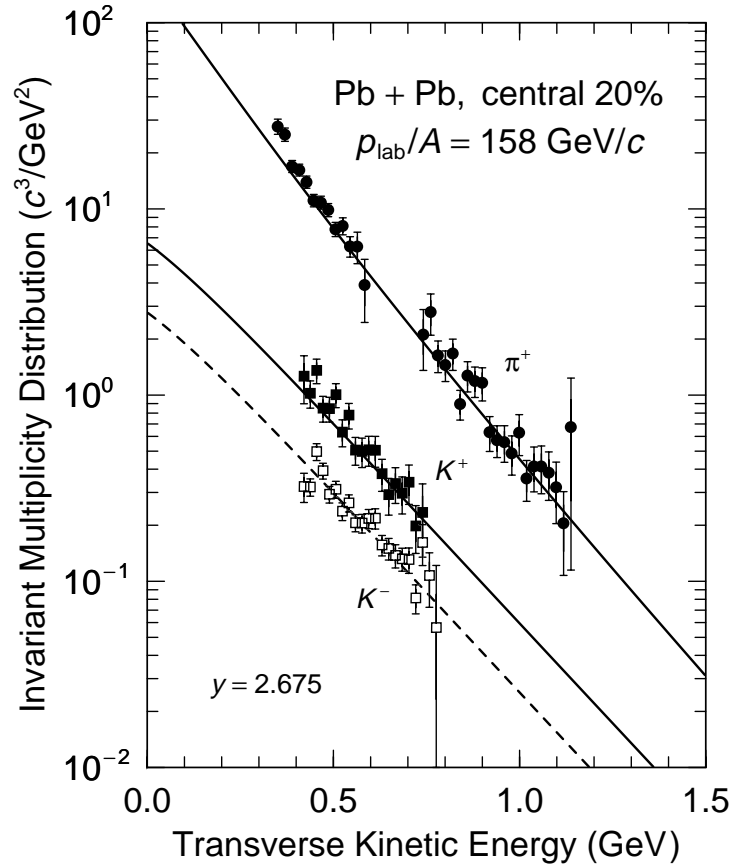 Invariant Multiplicity Distribution (c³/GeV²)
10²
10¹
10⁰
10⁻¹
10⁻²
Pb + Pb, central 20%
p_lab/A = 158 GeV/c
π⁺
K⁺
K⁻
y = 2.675
0.0 0.5 1.0 1.5
Transverse Kinetic Energy (GeV)